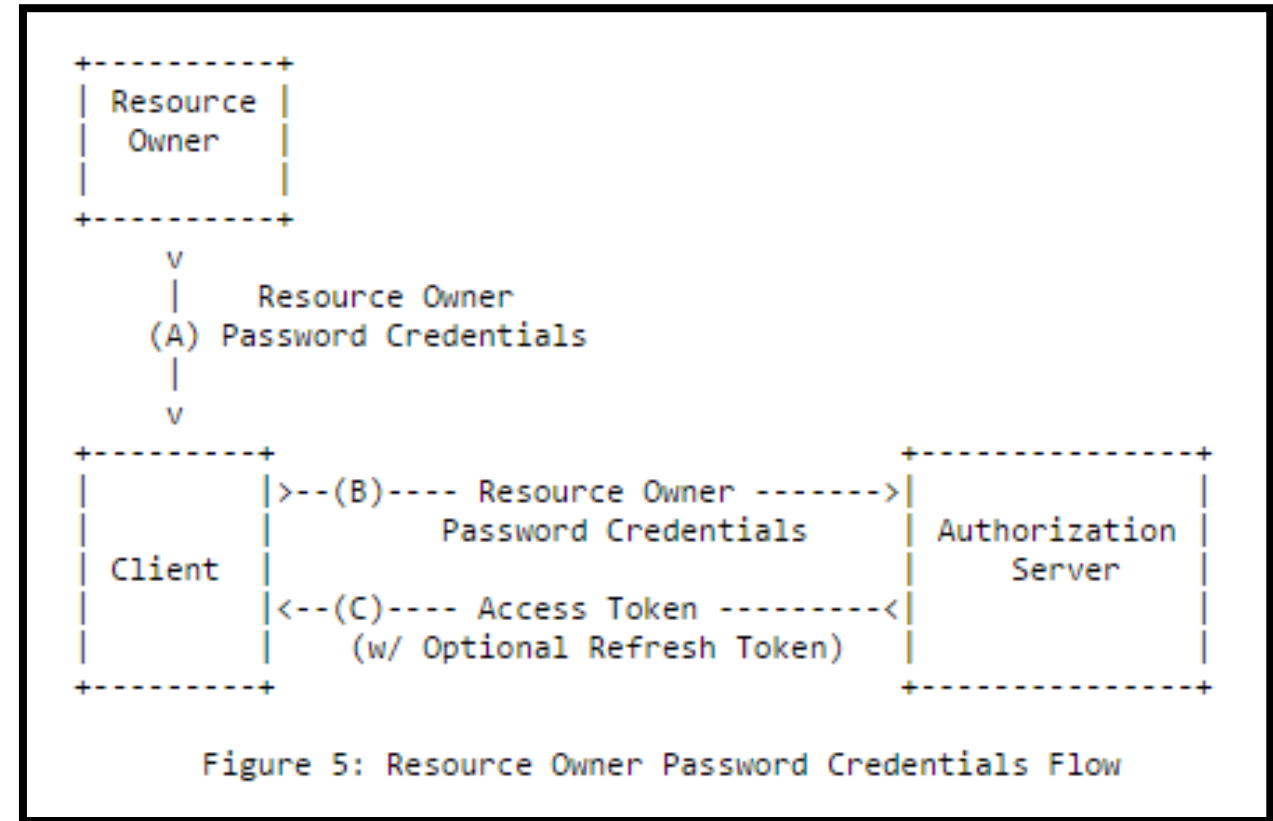 +----------+
| Resource |
|  Owner   |
|          |
+----------+
     v
     |    Resource Owner
    (A) Password Credentials
     |
     v
+---------+                                  +---------------+
|         |>--(B)---- Resource Owner ------->|               |
|         |         Password Credentials     | Authorization |
| Client  |                                  |     Server    |
|         |<--(C)---- Access Token ---------<|               |
|         |    (w/ Optional Refresh Token)   |               |
+---------+                                  +---------------+
Figure 5: Resource Owner Password Credentials Flow